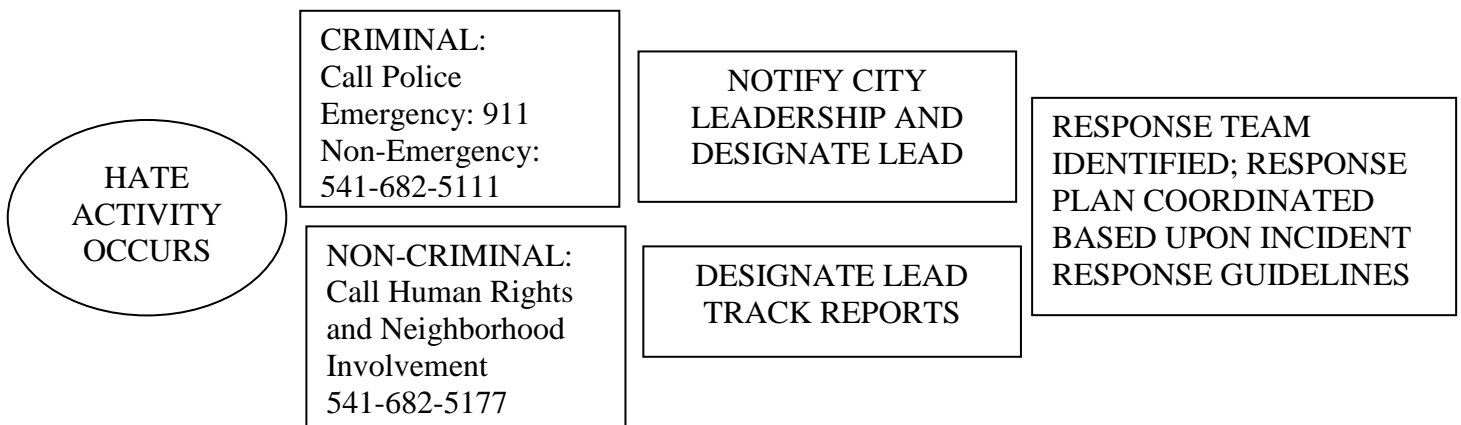 HATE
ACTIVITY
OCCURS
CRIMINAL:
Call Police
Emergency: 911
Non-Emergency:
541-682-5111
NON-CRIMINAL:
Call Human Rights
and Neighborhood
Involvement
541-682-5177
NOTIFY CITY
LEADERSHIP AND
DESIGNATE LEAD
DESIGNATE LEAD
TRACK REPORTS
RESPONSE TEAM
IDENTIFIED; RESPONSE
PLAN COORDINATED
BASED UPON INCIDENT
RESPONSE GUIDELINES